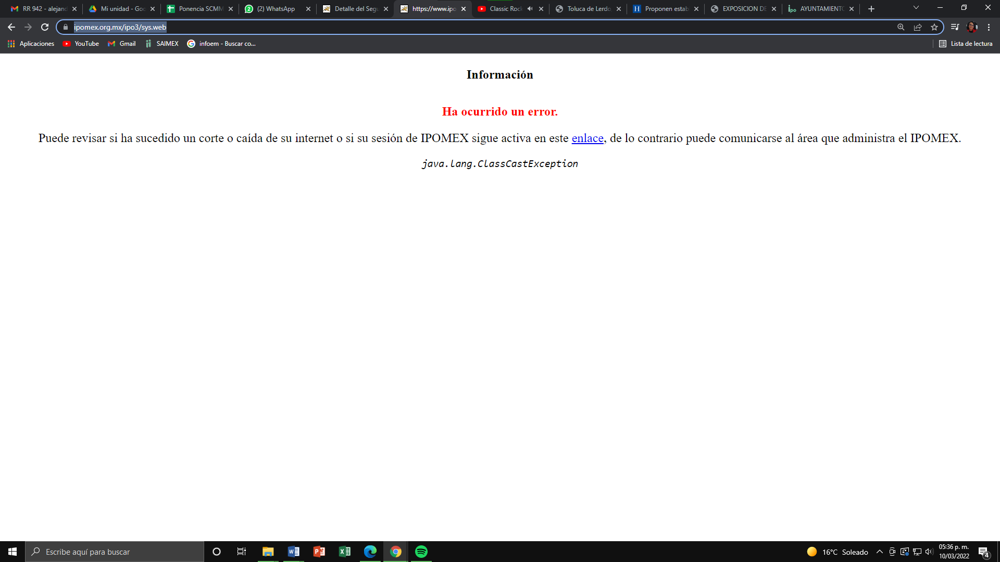 RR 942 - alejand
Mi unidad - Goo
Ponencia SCMM
(2) WhatsApp
Detalle del Segu
https://www.ipo
Classic Rock
Toluca de Lerdo
Proponen estab
EXPOSICION DE
AYUNTAMIENTO
ipomex.org.mx/ipo3/sys.web
Aplicaciones
YouTube
Gmail
SAIMEX
infoem - Buscar co...
Lista de lectura
Información
Ha ocurrido un error.
Puede revisar si ha sucedido un corte o caída de su internet o si su sesión de IPOMEX sigue activa en este enlace, de lo contrario puede comunicarse al área que administra el IPOMEX.
java.lang.ClassCastException
Escribe aquí para buscar
16°C Soleado
05:36 p. m.
10/03/2022
4